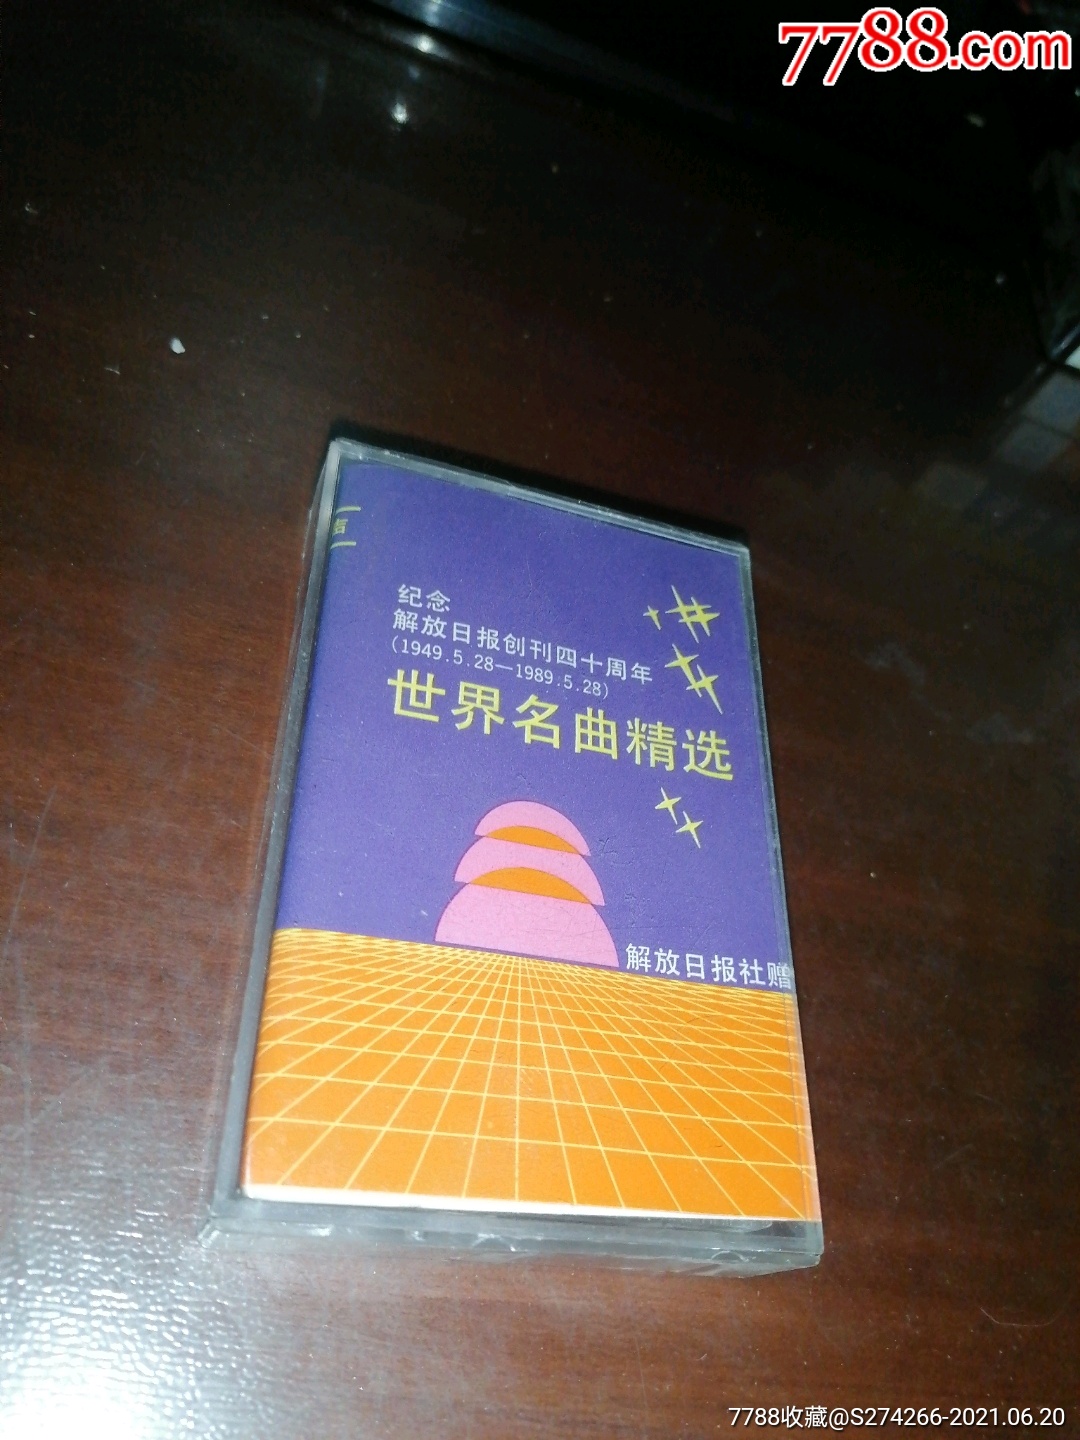 7788.com
声
纪念
解放日报创刊四十周年
(1949.5.28—1989.5.28)
世界名曲精选
解放日报社赠
7788收藏@S274266-2021.06.20